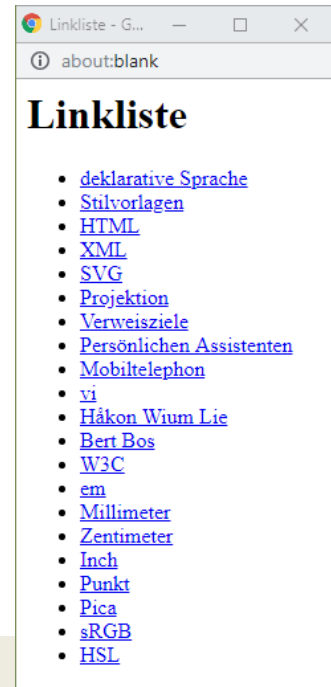 Linkliste - G...
about:blank
Linkliste
deklarative Sprache
Stilvorlagen
HTML
XML
SVG
Projektion
Verweisziele
Persönlichen Assistenten
Mobiltelephon
vi
Håkon Wium Lie
Bert Bos
W3C
em
Millimeter
Zentimeter
Inch
Punkt
Pica
sRGB
HSL